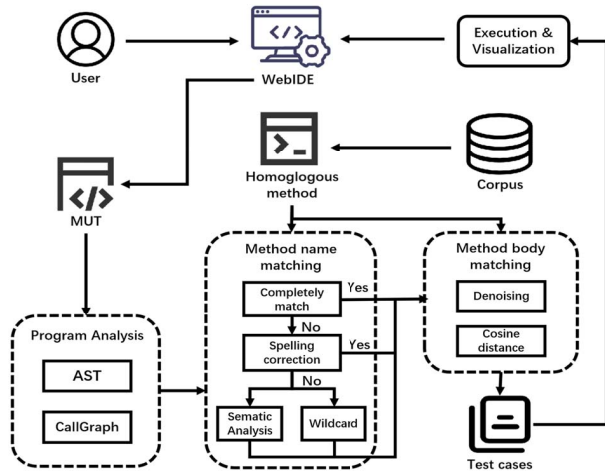 User
WebIDE
Execution &
Visualization
MUT
Homoglogous
method
Corpus
Program Analysis
AST
CallGraph
Method name
matching
Completely
match
Yes
No
Spelling
correction
Yes
No
Sematic
Analysis
Wildcaid
Method body
matching
Denoising
Cosine
distance
Test cases